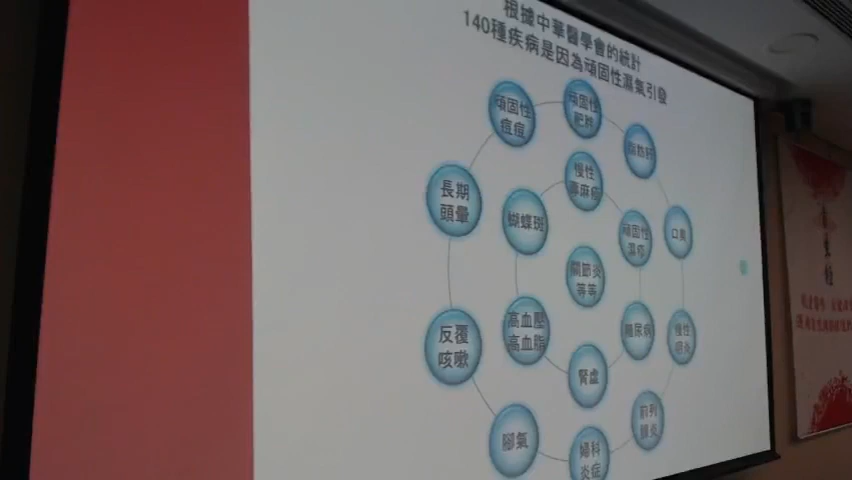 根據中華醫學會的統計
140種疾病是因為頑固性濕氣引發
頑固性
痘痘
頑固性
肥胖
脂肪肝
長期
頭暈
慢性
蕁麻疹
蝴蝶斑
頑固性
濕疹
口臭
關節炎
等等
反覆
咳嗽
高血壓
高血脂
糖尿病
慢性
咽炎
腎虛
前列
腺炎
腳氣
婦科
炎症